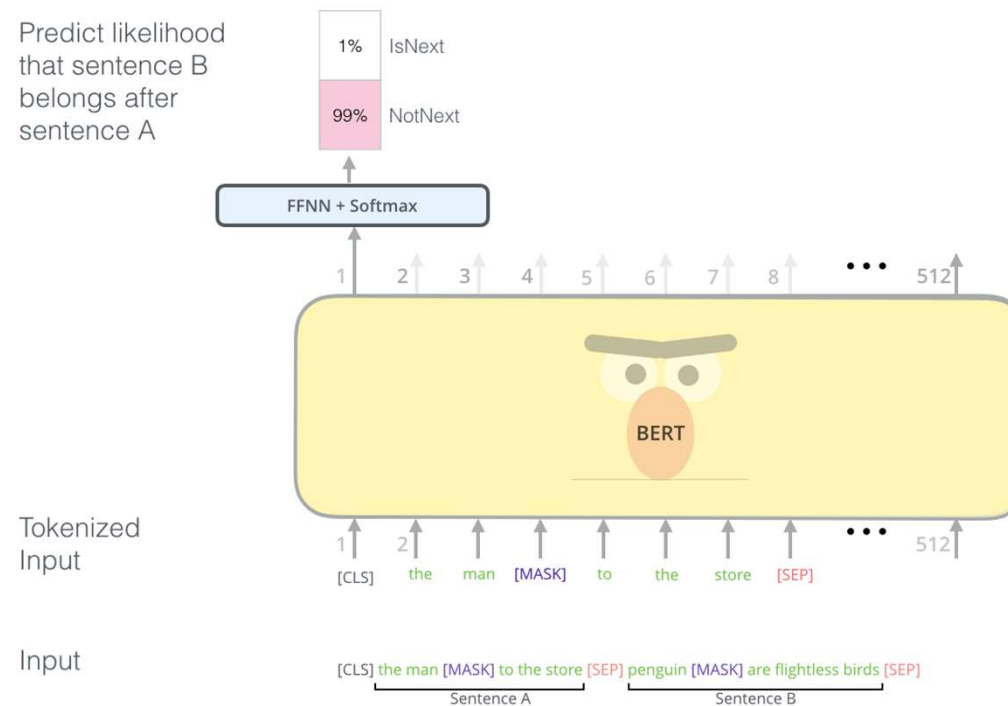 Predict likelihood
that sentence B
belongs after
sentence A
1% IsNext
99% NotNext
FFNN + Softmax
1 2 3 4 5 6 7 8 ••• 512
BERT
Tokenized
Input
1 2 ••• 512
[CLS] the man [MASK] to the store [SEP]
Input
[CLS] the man [MASK] to the store [SEP] penguin [MASK] are flightless birds [SEP]
Sentence A Sentence B